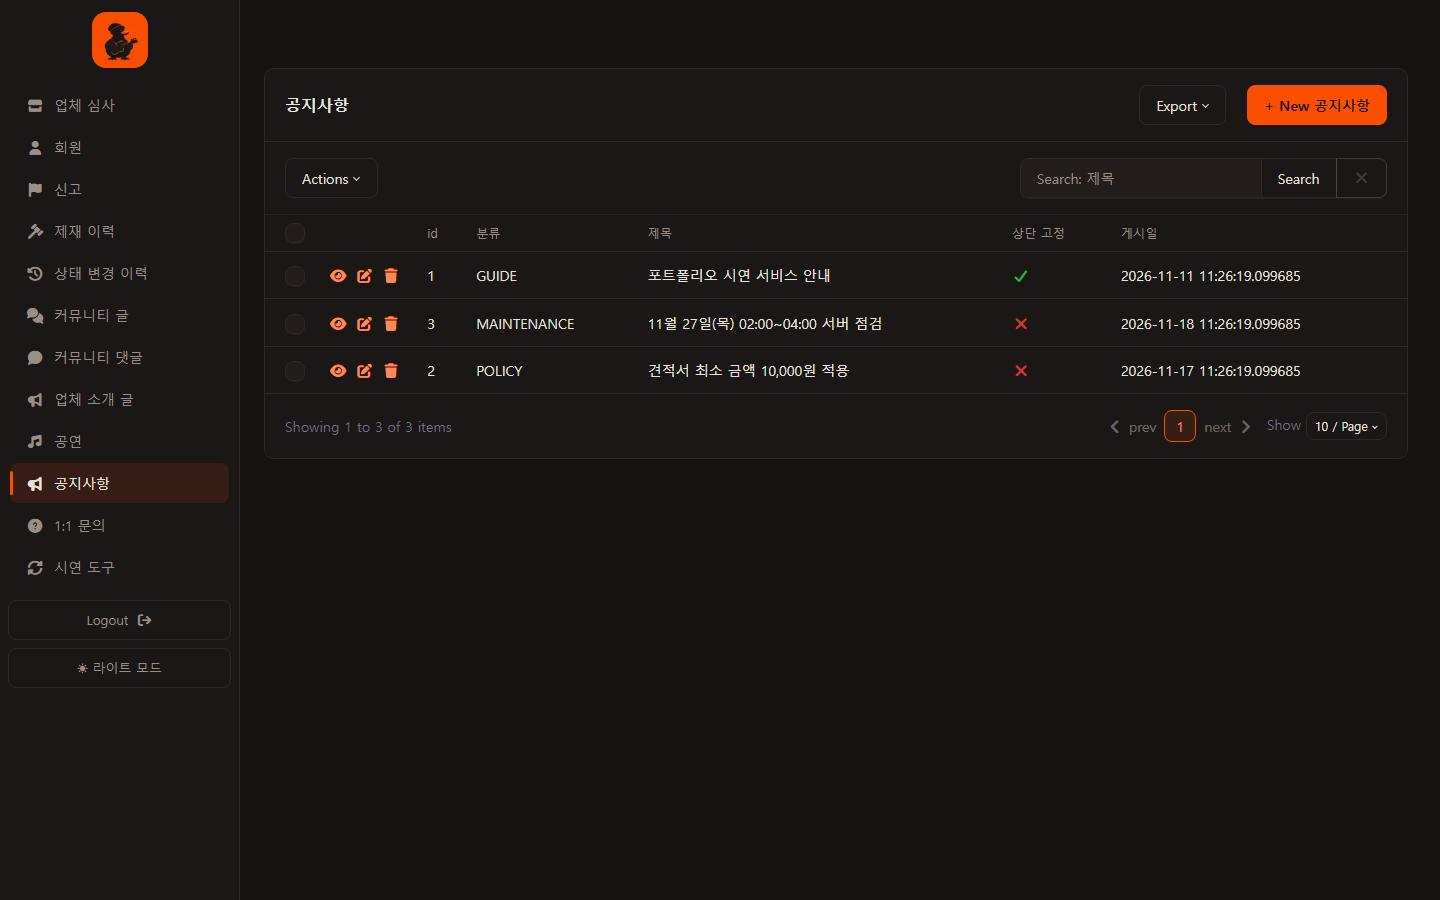 업체 심사
회원
신고
제재 이력
상태 변경 이력
커뮤니티 글
커뮤니티 댓글
업체 소개 글
공연
공지사항
1:1 문의
시연 도구
Logout
라이트 모드
공지사항
Export
+ New 공지사항
Actions
Search: 제목
Search
id 분류 제목 상단 고정 게시일
1 GUIDE 포트폴리오 시연 서비스 안내 2026-11-11 11:26:19.099685
3 MAINTENANCE 11월 27일(목) 02:00~04:00 서버 점검 2026-11-18 11:26:19.099685
2 POLICY 견적서 최소 금액 10,000원 적용 2026-11-17 11:26:19.099685
Showing 1 to 3 of 3 items
prev 1 next Show 10 / Page